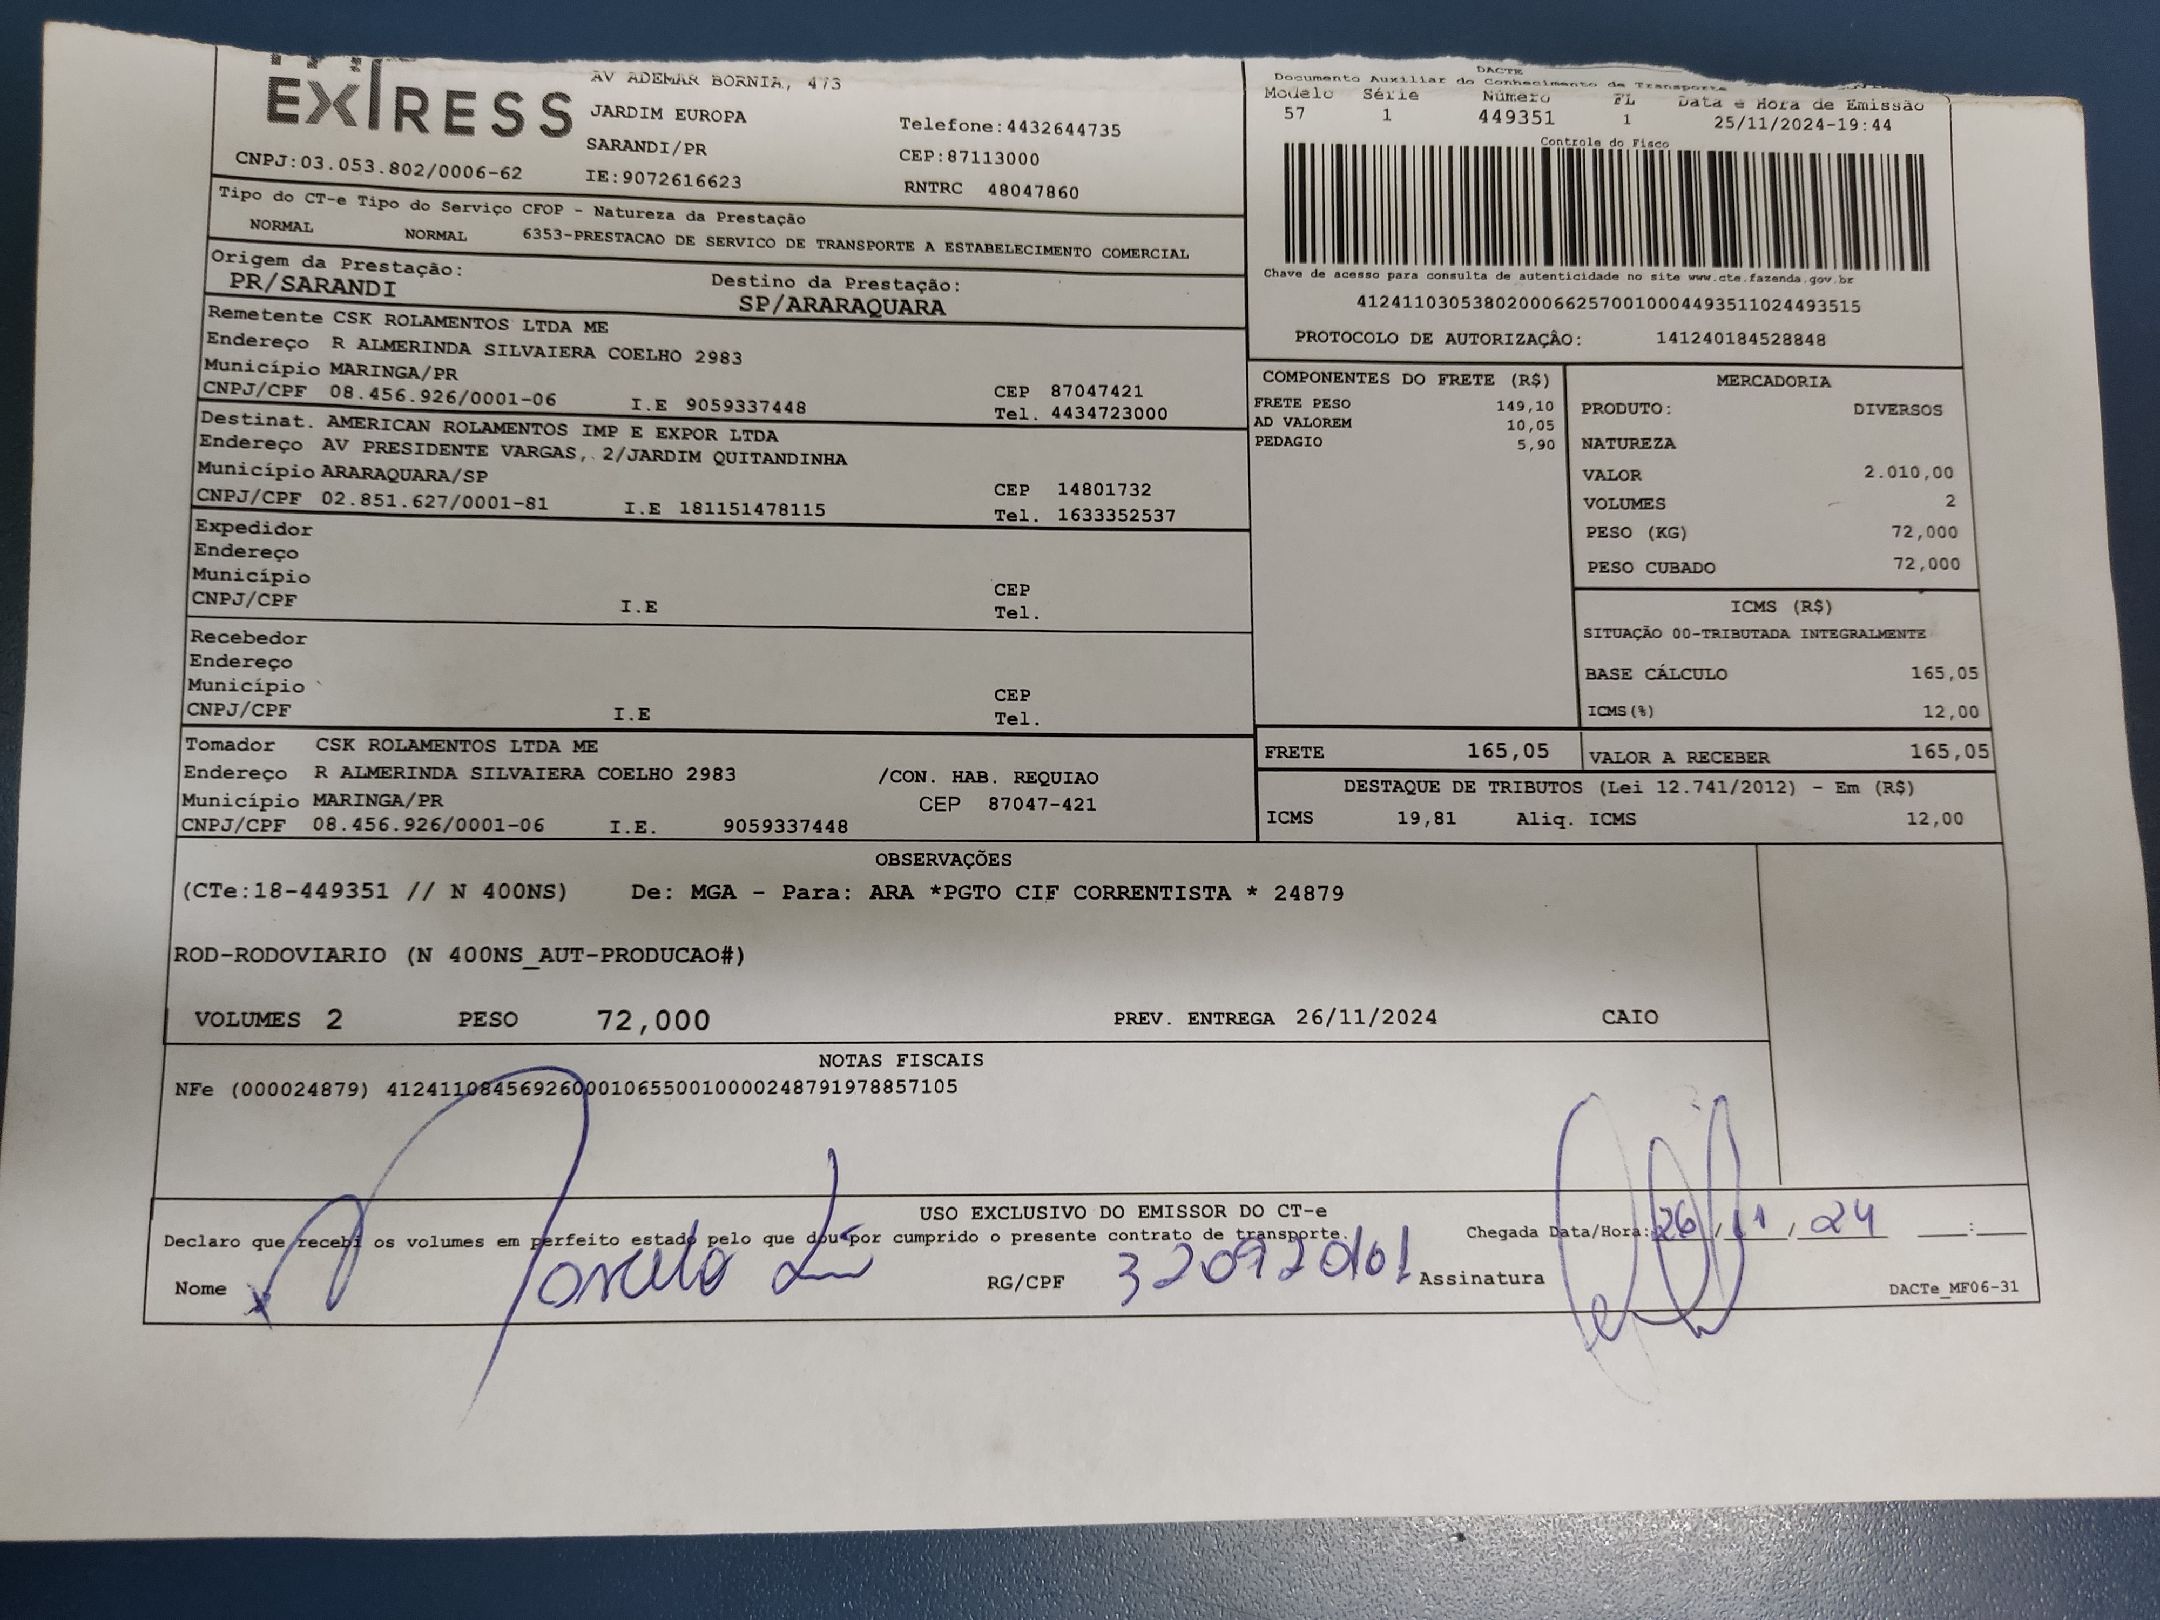 EXPRESS
AV ADEMAR BORNIA, 473
JARDIM EUROPA
SARANDI/PR
Telefone:4432644735
CEP:87113000
CNPJ:03.053.802/0006-62 IE:9072616623 RNTRC 48047860
DACTE
Documento Auxiliar do Conhecimento de Transporte
Modelo Série Número FL Data e Hora de Emissão
57 1 449351 1 25/11/2024-19:44
Controle do Fisco
Chave de acesso para consulta de autenticidade no site www.cte.fazenda.gov.br
41241103053802000662570010004493511024493515
PROTOCOLO DE AUTORIZAÇÂO: 141240184528848
Tipo do CT-e Tipo do Serviço CFOP - Natureza da Prestação
NORMAL NORMAL 6353-PRESTACAO DE SERVICO DE TRANSPORTE A ESTABELECIMENTO COMERCIAL
Origem da Prestação: Destino da Prestação:
PR/SARANDI SP/ARARAQUARA
Remetente CSK ROLAMENTOS LTDA ME
Endereço R ALMERINDA SILVAIERA COELHO 2983
Município MARINGA/PR CEP 87047421
CNPJ/CPF 08.456.926/0001-06 I.E 9059337448 Tel. 4434723000
Destinat. AMERICAN ROLAMENTOS IMP E EXPOR LTDA
Endereço AV PRESIDENTE VARGAS, 2/JARDIM QUITANDINHA
Município ARARAQUARA/SP CEP 14801732
CNPJ/CPF 02.851.627/0001-81 I.E 181151478115 Tel. 1633352537
Expedidor
Endereço
Município CEP
CNPJ/CPF I.E Tel.
Recebedor
Endereço
Município CEP
CNPJ/CPF I.E Tel.
Tomador CSK ROLAMENTOS LTDA ME
Endereço R ALMERINDA SILVAIERA COELHO 2983 /CON. HAB. REQUIAO
Município MARINGA/PR CEP 87047-421
CNPJ/CPF 08.456.926/0001-06 I.E. 9059337448
COMPONENTES DO FRETE (R$)
FRETE PESO 149,10
AD VALOREM 10,05
PEDAGIO 5,90
MERCADORIA
PRODUTO: DIVERSOS
NATUREZA
VALOR 2.010,00
VOLUMES 2
PESO (KG) 72,000
PESO CUBADO 72,000
ICMS (R$)
SITUAÇÃO 00-TRIBUTADA INTEGRALMENTE
BASE CÁLCULO 165,05
ICMS(%) 12,00
FRETE 165,05 VALOR A RECEBER 165,05
DESTAQUE DE TRIBUTOS (Lei 12.741/2012) - Em (R$)
ICMS 19,81 Aliq. ICMS 12,00
OBSERVAÇÕES
(CTe:18-449351 // N 400NS) De: MGA - Para: ARA *PGTO CIF CORRENTISTA * 24879
ROD-RODOVIARIO (N 400NS_AUT-PRODUCAO#)
VOLUMES 2 PESO 72,000 PREV. ENTREGA 26/11/2024 CAIO
NOTAS FISCAIS
NFe (000024879) 41241108456926000106550010000248791978857105
USO EXCLUSIVO DO EMISSOR DO CT-e
Declaro que recebi os volumes em perfeito estado pelo que dou por cumprido o presente contrato de transporte. Chegada Data/Hora: 26/11/24 :
Nome RG/CPF Assinatura
DACTe_MF06-31